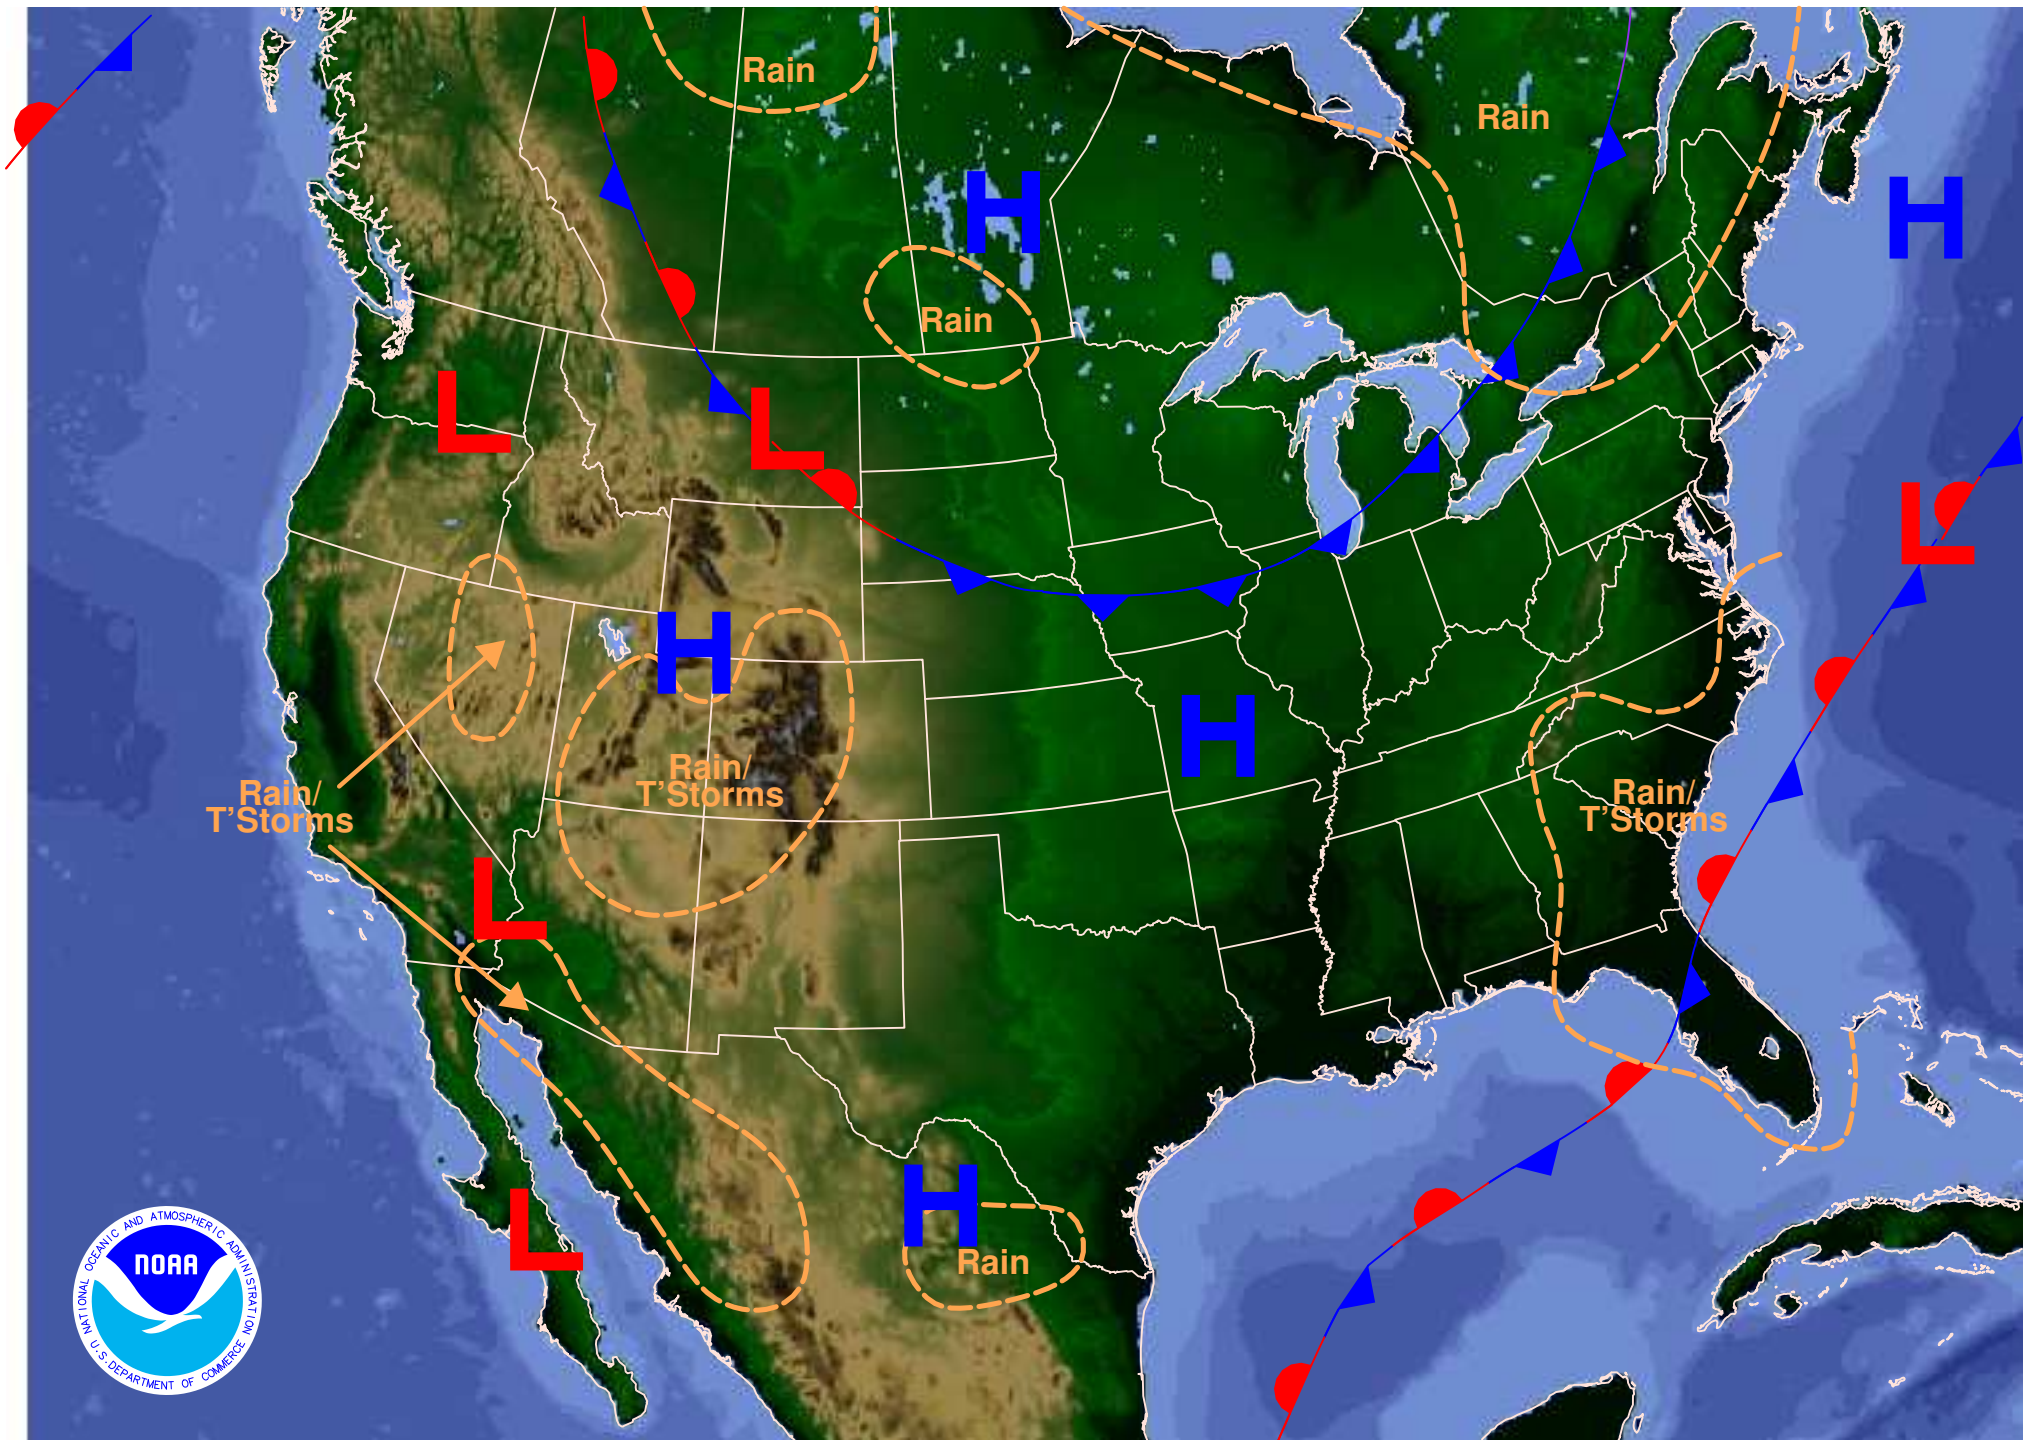 Rain
Rain
H
H
Rain
L
L
L
H
H
Rain/
T'Storms
Rain/
T'Storms
Rain/
T'Storms
L
H
Rain
L
NATIONAL OCEANIC AND ATMOSPHERIC ADMINISTRATION
NOAA
U.S. DEPARTMENT OF COMMERCE